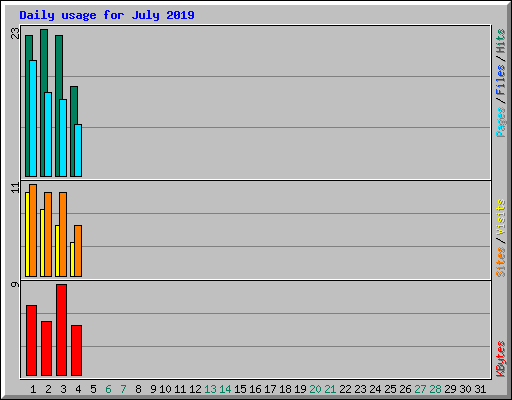 Daily usage for July 2019
23
Pages / Files / Hits
11
Sites / Visits
9
KBytes
1 2 3 4 5 6 7 8 9 10 11 12 13 14 15 16 17 18 19 20 21 22 23 24 25 26 27 28 29 30 31